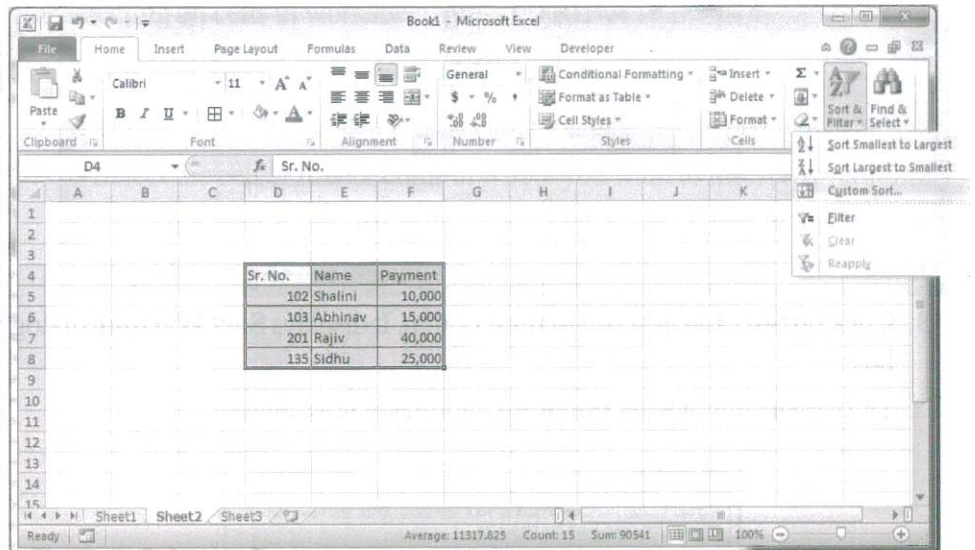 Book1 - Microsoft Excel
File Home Insert Page Layout Formulas Data Review View Developer
Calibri 11 General Conditional Formatting Insert
Paste B I U A $ % Format as Table Delete Sort & Filter Find & Select
Cell Styles Format
Clipboard Font Alignment Number Styles Cells
Sort Smallest to Largest
D4 fx Sr. No.
Sort Largest to Smallest
A B C D E F G H I J K
Custom Sort...
1
Filter
2
Clear
3
Reapply
4 Sr. No. Name Payment
5 102 Shalini 10,000
6 103 Abhinav 15,000
7 201 Rajiv 40,000
8 135 Sidhu 25,000
9
10
11
12
13
14
15
Sheet1 Sheet2 Sheet3
Ready Average: 11317.625 Count: 15 Sum: 90541 100%